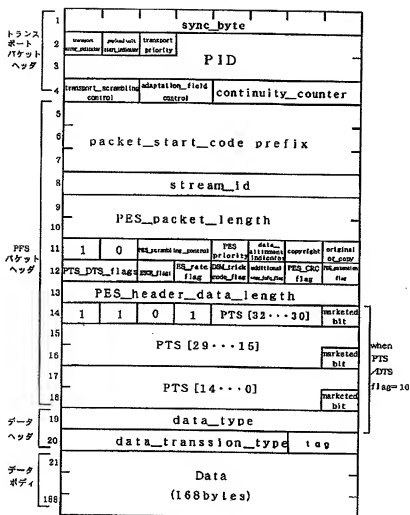 1
sync_byte
トランス
ポート
パケット
ヘッダ
2
transport
error_indicator
payload unit
start_indicator
transport
priority
3
PID
4
transport_scrambling
control
adaptation_field
control
continuity_counter
5
6
7
packet_start_code prefix
8
stream_id
9
10
PES_packet_length
PFS
パケット
ヘッダ
11
1
0
PES_scrambling_control
PES
priority
data_
alignment
indicator
copyright
original
or_copy
12
PTS_DTS_flags
ESCR_flag
ES_rate
flag
DSM_trick
mode_flag
additional
copy_info_flag
PES_CRC
flag
PES_extension
flag
13
PES_header_data_length
14
1
1
0
1
PTS [32・・・30]
marketed
bit
15
16
PTS [29・・・15]
marketed
bit
17
18
PTS [14・・・0]
marketed
bit
when
PTS
/DTS
flag=10
データ
ヘッダ
19
data_type
20
data_transsion_type
tag
データ
ボディ
21
188
Data
(168bytes)